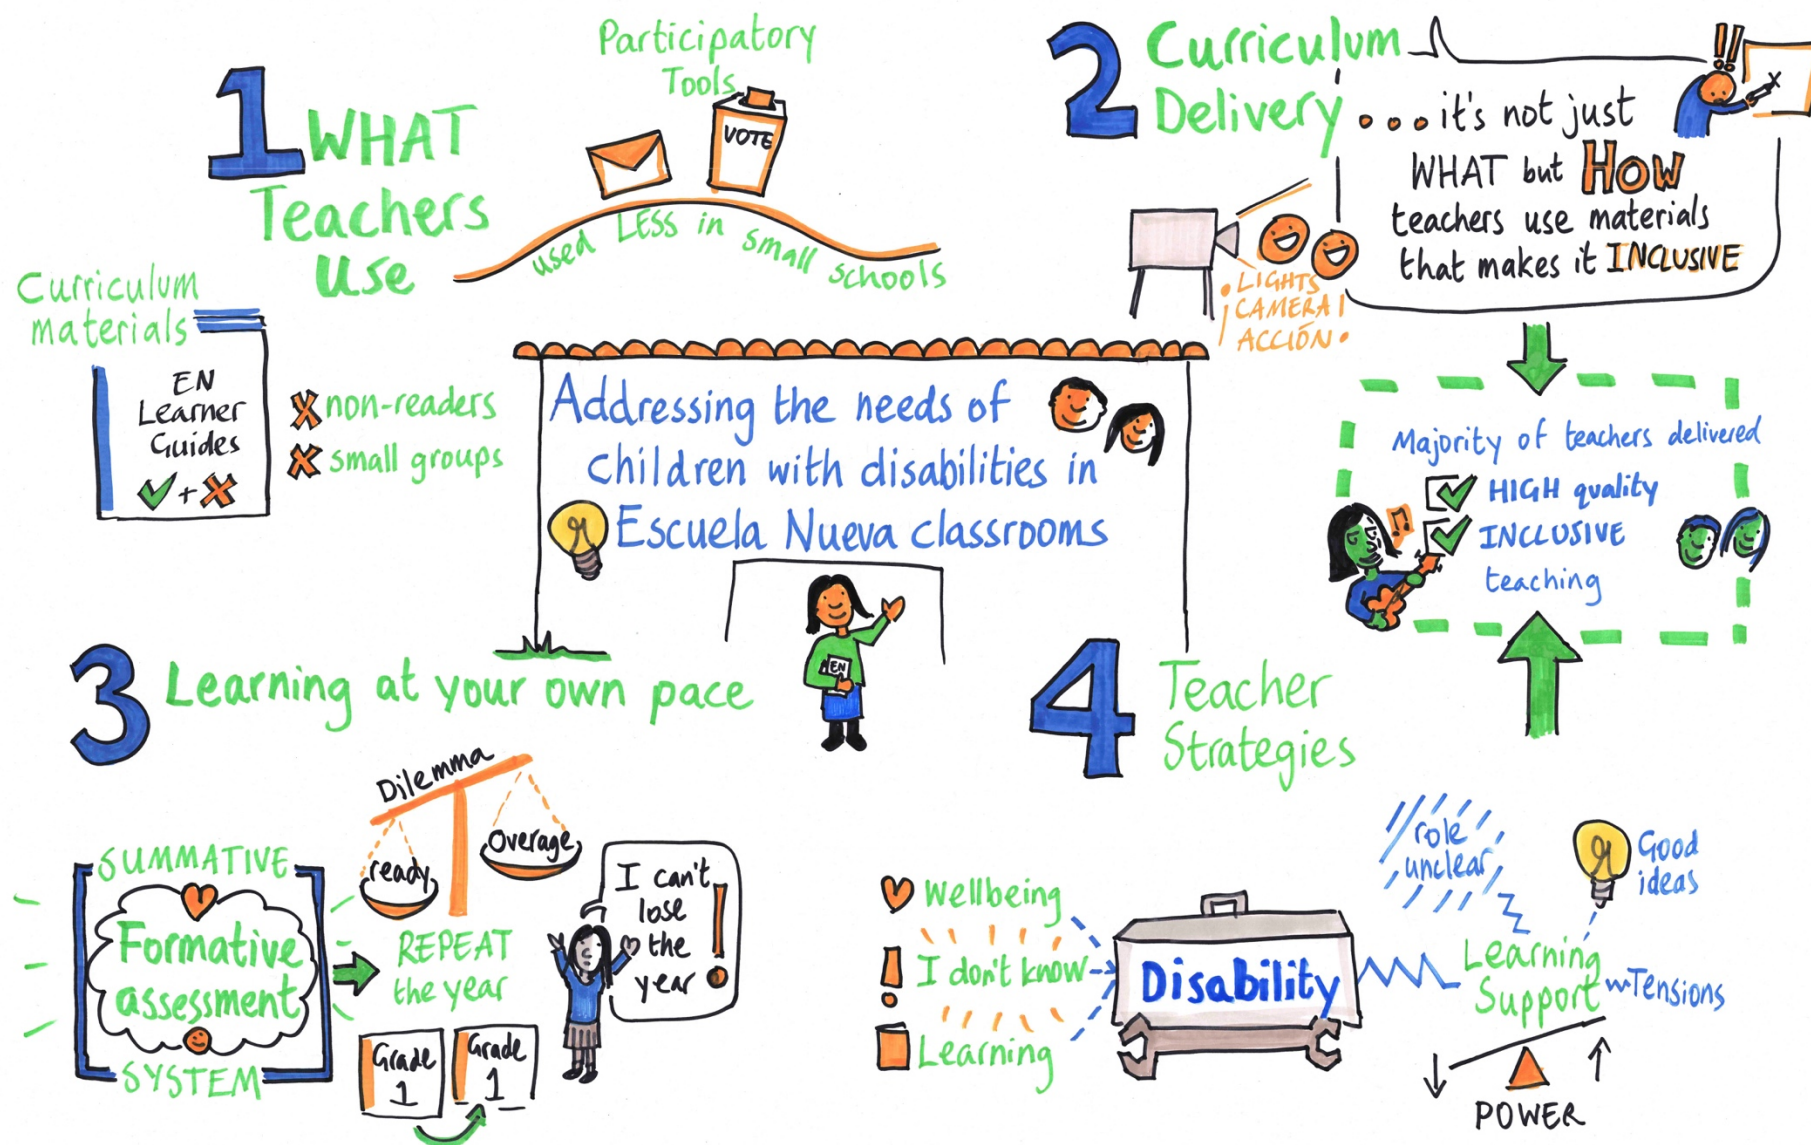 Addressing the needs of
children with disabilities in
Escuela Nueva classrooms
EN
1
WHAT
Teachers
Use
Participatory
Tools
VOTE
used LESS in small schools
Curriculum
materials
EN
Learner
Guides
+
non-readers
small groups
2
Curriculum
Delivery
...it's not just
WHAT but HOW
teachers use materials
that makes it INCLUSIVE
!!
¡LIGHTS
¡CAMERA!
ACCIÓN.
Majority of teachers delivered
HIGH quality
INCLUSIVE
teaching
3
Learning at your own pace
SUMMATIVE
Formative
assessment
SYSTEM
Dilemma
ready
Overage
REPEAT
the year
Grade
1
Grade
1
I can't
lose
the
year!
4
Teacher
Strategies
Wellbeing
! I don't know
Learning
Disability
Learning
Support
role
unclear
Good
ideas
Tensions
POWER